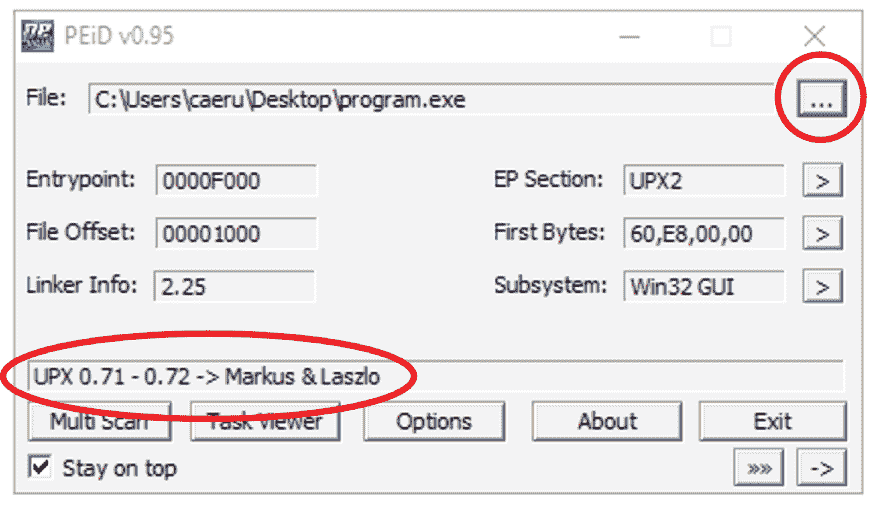 PEiD v0.95
File: C:\Users\caeru\Desktop\program.exe ...
Entrypoint: 0000F000 EP Section: UPX2 >
File Offset: 00001000 First Bytes: 60,E8,00,00 >
Linker Info: 2.25 Subsystem: Win32 GUI >
UPX 0.71 - 0.72 -> Markus & Laszlo
Multi Scan Task Viewer Options About Exit
Stay on top »» ->